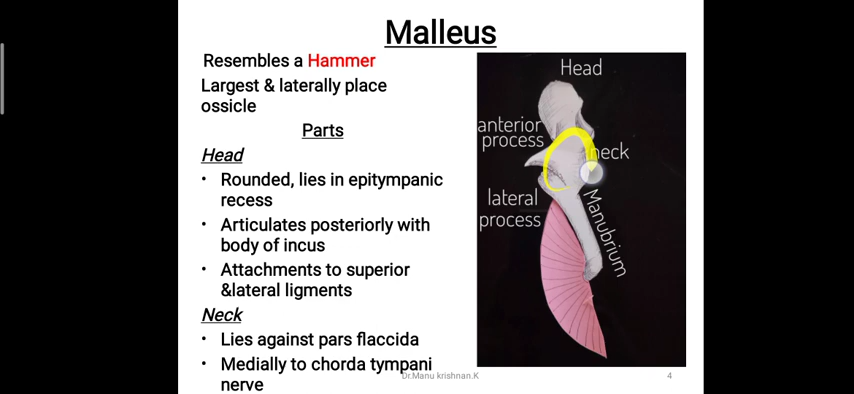 Malleus
Resembles a Hammer
Largest & laterally place
ossicle
Parts
Head
• Rounded, lies in epitympanic
recess
• Articulates posteriorly with
body of incus
• Attachments to superior
&lateral ligments
Neck
• Lies against pars flaccida
• Medially to chorda tympani
nerve
Head
anterior
process
neck
lateral
process
Manubrium
Dr.Manu krishnan.K
4